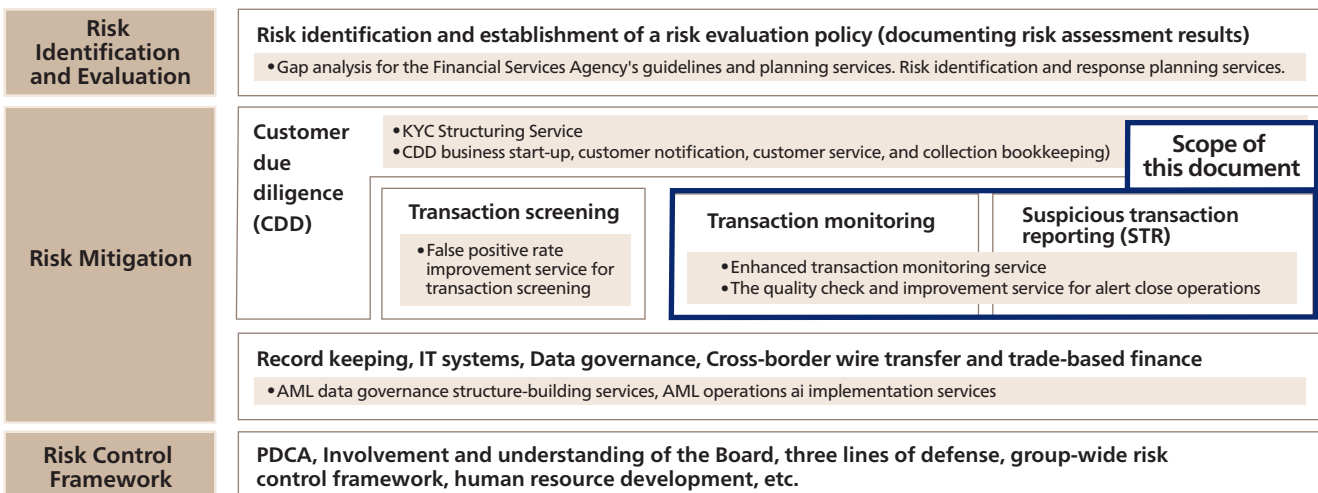 Risk
Identification
and Evaluation
Risk identification and establishment of a risk evaluation policy (documenting risk assessment results)
•Gap analysis for the Financial Services Agency's guidelines and planning services. Risk identification and response planning services.
Risk Mitigation
Customer
due
diligence
(CDD)
•KYC Structuring Service
•CDD business start-up, customer notification, customer service, and collection bookkeeping)
Scope of
this document
Transaction screening
•False positive rate
improvement service for
transaction screening
Transaction monitoring
Suspicious transaction
reporting (STR)
•Enhanced transaction monitoring service
•The quality check and improvement service for alert close operations
Record keeping, IT systems, Data governance, Cross-border wire transfer and trade-based finance
•AML data governance structure-building services, AML operations ai implementation services
Risk Control
Framework
PDCA, Involvement and understanding of the Board, three lines of defense, group-wide risk
control framework, human resource development, etc.